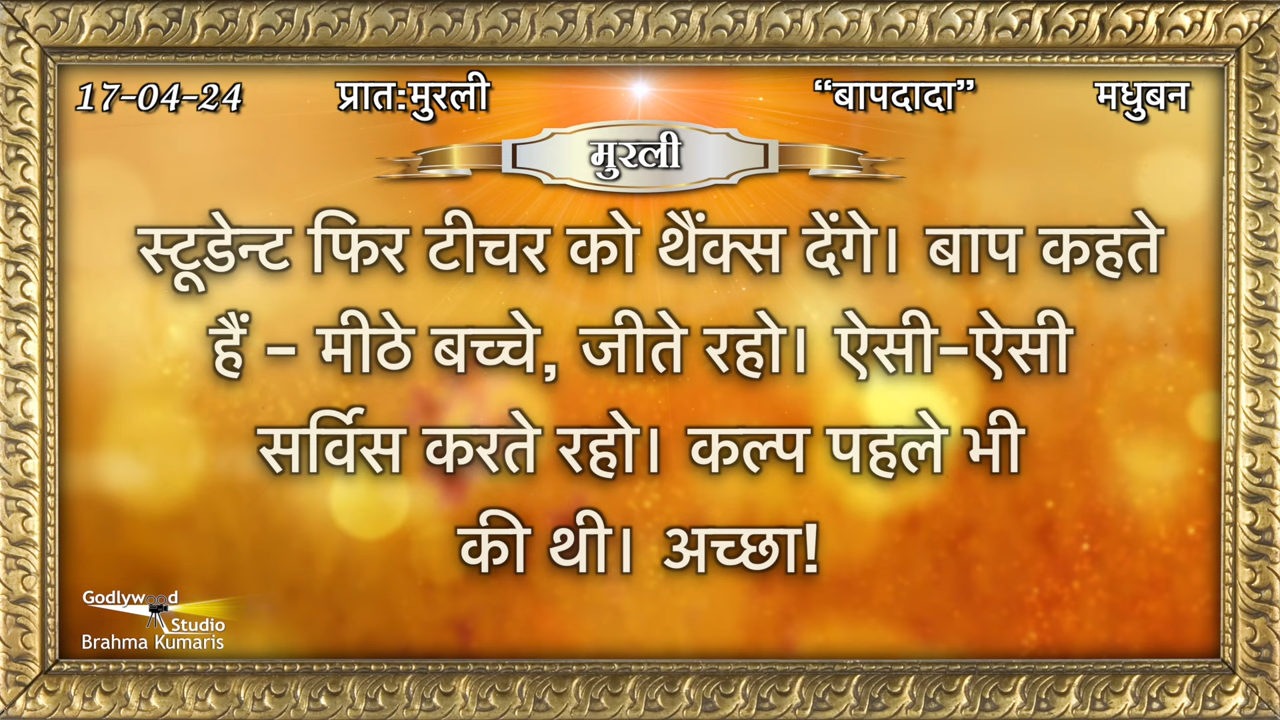 17-04-24 प्रात:मुरली “बापदादा” मधुबन
मुरली
स्टूडेन्ट फिर टीचर को थैंक्स देंगे। बाप कहते
हैं - मीठे बच्चे, जीते रहो। ऐसी-ऐसी
सर्विस करते रहो। कल्प पहले भी
की थी। अच्छा!
Godlywood
Studio
Brahma Kumaris